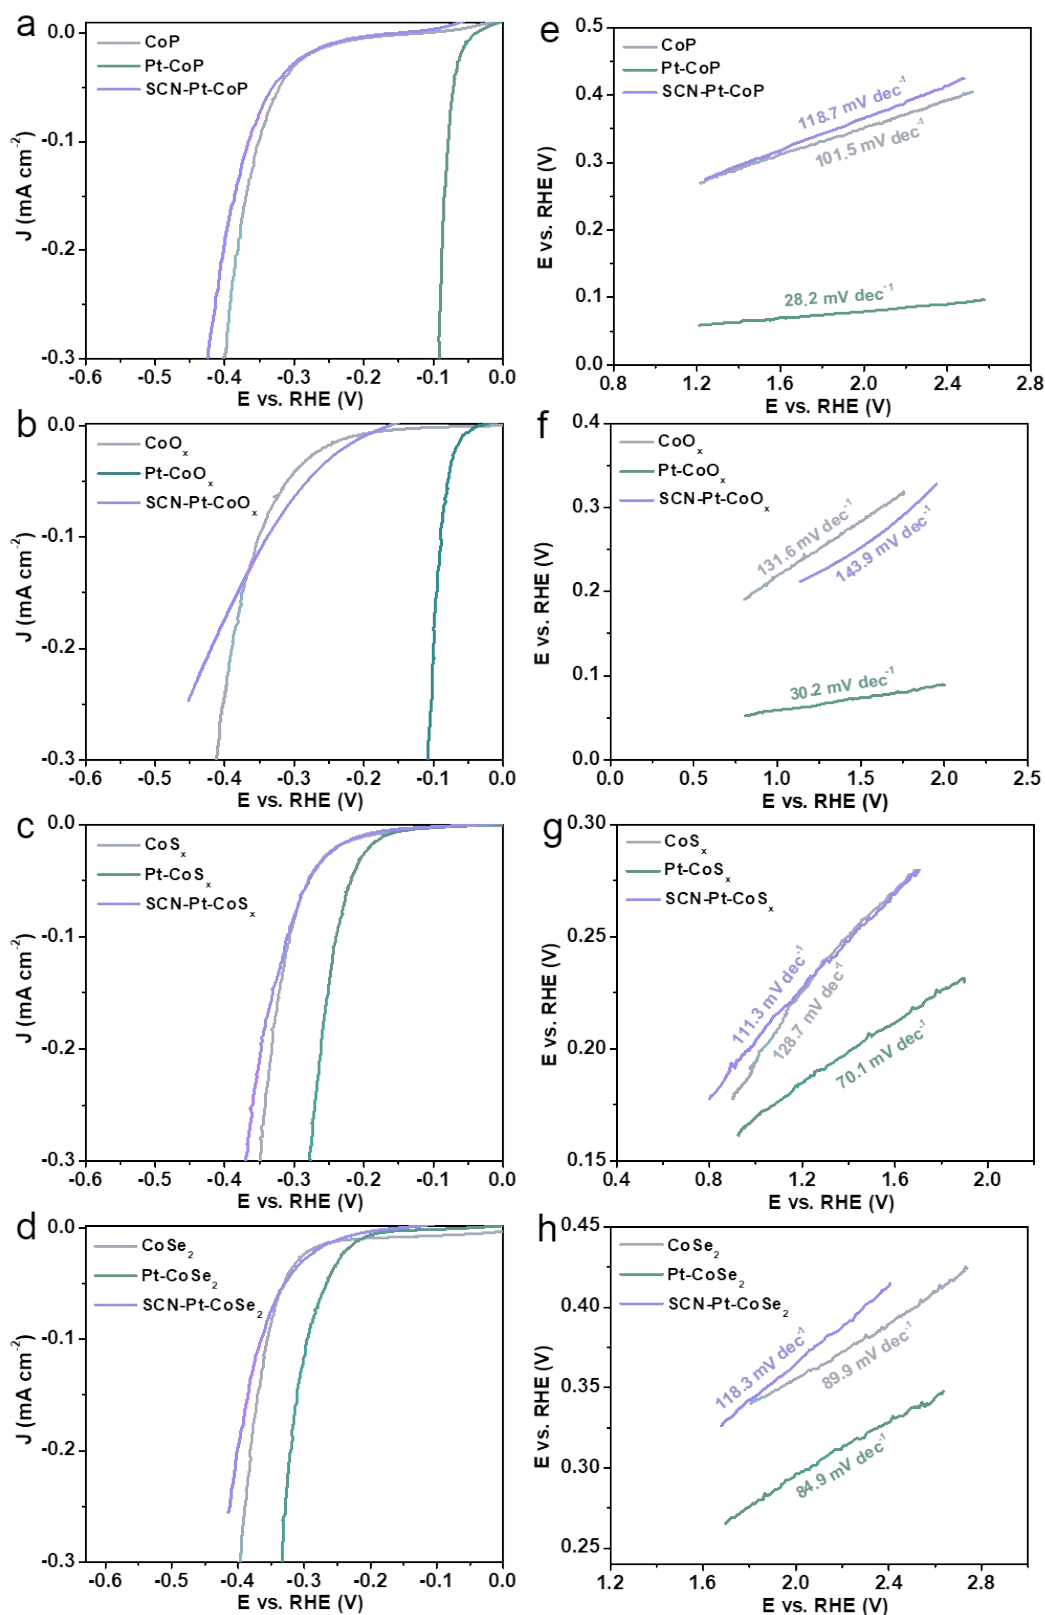 a
0.0
-0.1
-0.2
-0.3
J (mA cm⁻²)
CoP
Pt-CoP
SCN-Pt-CoP
-0.6 -0.5 -0.4 -0.3 -0.2 -0.1 0.0
E vs. RHE (V)
e
0.5
0.4
0.3
0.2
0.1
0.0
E vs. RHE (V)
CoP
Pt-CoP
SCN-Pt-CoP
118.7 mV dec⁻¹
101.5 mV dec⁻¹
28.2 mV dec⁻¹
0.8 1.2 1.6 2.0 2.4 2.8
E vs. RHE (V)
b
0.0
-0.1
-0.2
-0.3
J (mA cm⁻²)
CoOₓ
Pt-CoOₓ
SCN-Pt-CoOₓ
-0.6 -0.5 -0.4 -0.3 -0.2 -0.1 0.0
E vs. RHE (V)
f
0.4
0.3
0.2
0.1
0.0
E vs. RHE (V)
CoOₓ
Pt-CoOₓ
SCN-Pt-CoOₓ
131.6 mV dec⁻¹
143.9 mV dec⁻¹
30.2 mV dec⁻¹
0.0 0.5 1.0 1.5 2.0 2.5
E vs. RHE (V)
c
0.0
-0.1
-0.2
-0.3
J (mA cm⁻²)
CoSₓ
Pt-CoSₓ
SCN-Pt-CoSₓ
-0.6 -0.5 -0.4 -0.3 -0.2 -0.1 0.0
E vs. RHE (V)
g
0.30
0.25
0.20
0.15
E vs. RHE (V)
CoSₓ
Pt-CoSₓ
SCN-Pt-CoSₓ
111.3 mV dec⁻¹
128.7 mV dec⁻¹
70.1 mV dec⁻¹
0.4 0.8 1.2 1.6 2.0
E vs. RHE (V)
d
0.0
-0.1
-0.2
-0.3
J (mA cm⁻²)
CoSe₂
Pt-CoSe₂
SCN-Pt-CoSe₂
-0.6 -0.5 -0.4 -0.3 -0.2 -0.1 0.0
E vs. RHE (V)
h
0.45
0.40
0.35
0.30
0.25
E vs. RHE (V)
CoSe₂
Pt-CoSe₂
SCN-Pt-CoSe₂
118.3 mV dec⁻¹
89.9 mV dec⁻¹
84.9 mV dec⁻¹
1.2 1.6 2.0 2.4 2.8
E vs. RHE (V)